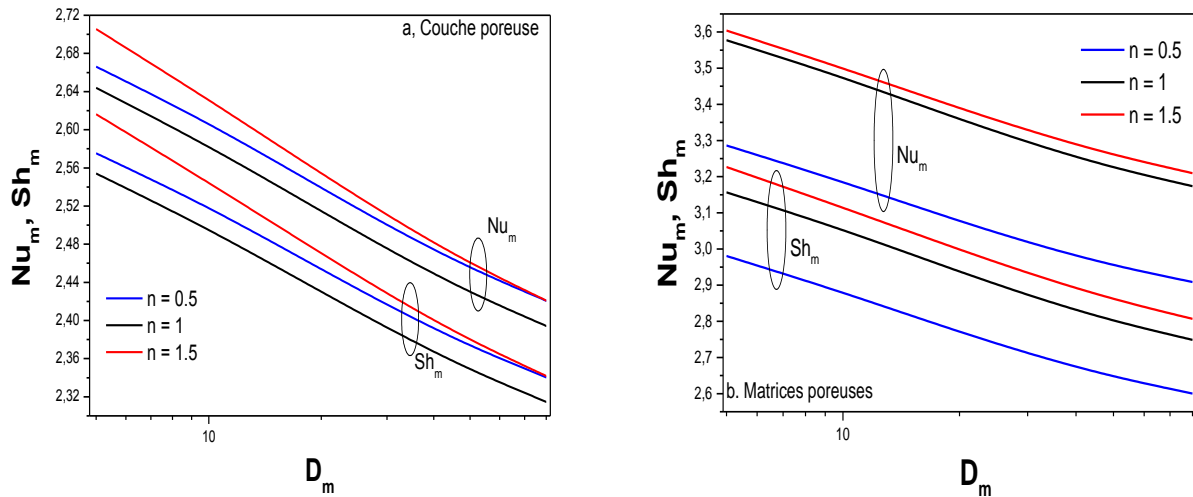 a, Couche poreuse
2,72
2,68
2,64
2,60
2,56
2,52
2,48
2,44
2,40
2,36
2,32
Nu_m, Sh_m
Nu_m
Sh_m
n = 0.5
n = 1
n = 1.5
10
D_m
3,6
3,5
3,4
3,3
3,2
3,1
3,0
2,9
2,8
2,7
2,6
Nu_m, Sh_m
n = 0.5
n = 1
n = 1.5
Nu_m
Sh_m
b. Matrices poreuses
10
D_m